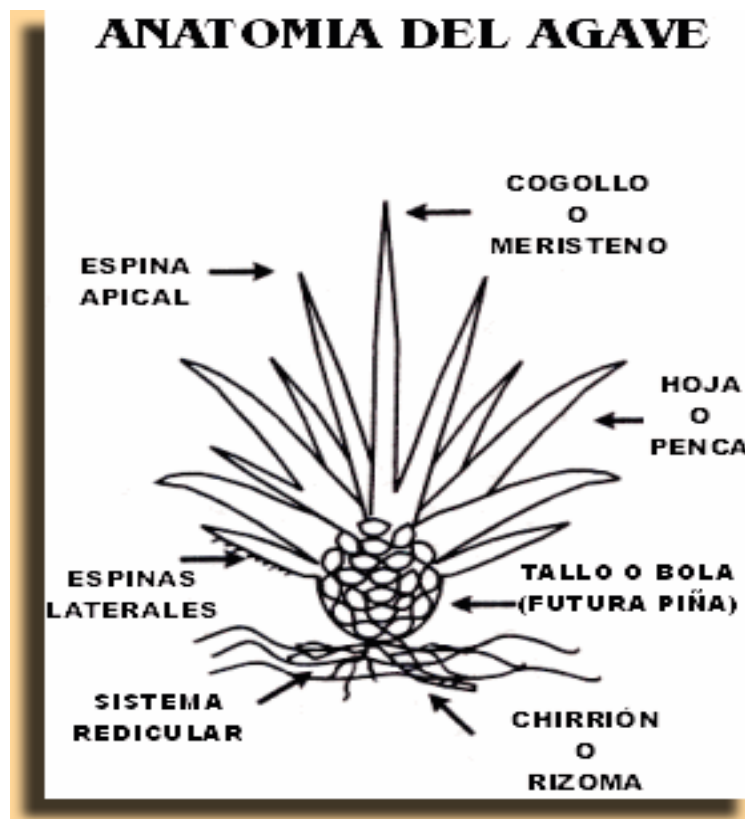 ANATOMIA DEL AGAVE
COGOLLO
O
MERISTENO
ESPINA
APICAL
HOJA
O
PENCA
ESPINAS
LATERALES
TALLO O BOLA
(FUTURA PIÑA)
SISTEMA
REDICULAR
CHIRRIÓN
O
RIZOMA